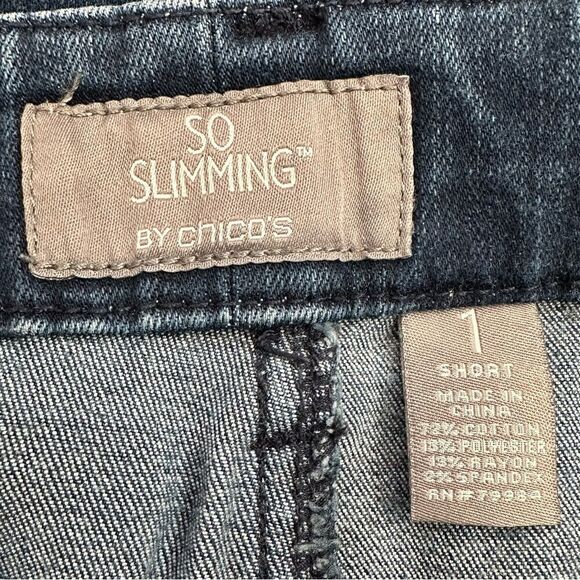 SO
SLIMMING™
BY CHICO'S
1
SHORT
MADE IN
CHINA
72% COTTON
13% POLYESTER
13% RAYON
2% SPANDEX
RN#79984